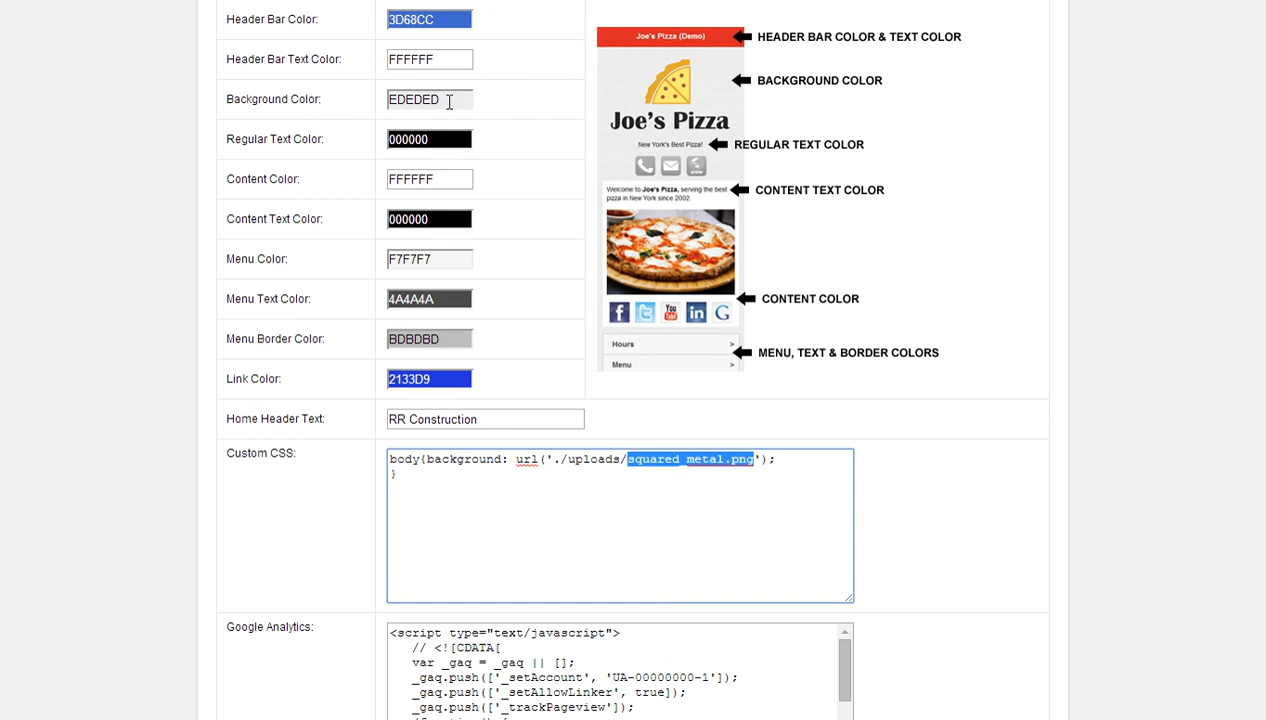 Header Bar Color: 3D68CC
Joe's Pizza (Demo) HEADER BAR COLOR & TEXT COLOR
Header Bar Text Color: FFFFFF
BACKGROUND COLOR
Background Color: EDEDED
Joe's Pizza
Regular Text Color: 000000
New York's Best Pizza! REGULAR TEXT COLOR
Content Color: FFFFFF
Welcome to Joe's Pizza, serving the best CONTENT TEXT COLOR
pizza in New York since 2002.
Content Text Color: 000000
Menu Color: F7F7F7
Menu Text Color: 4A4A4A
CONTENT COLOR
f t You Tube in G
Menu Border Color: BDBDBD
Hours >
MENU, TEXT & BORDER COLORS
Menu >
Link Color: 2133D9
Home Header Text: RR Construction
Custom CSS:
body{background: url('./uploads/squared_metal.png');
}
Google Analytics:
<script type="text/javascript">
// <![CDATA[
var _gaq = _gaq || [];
_gaq.push(['_setAccount', 'UA-00000000-1']);
_gaq.push(['_setAllowLinker', true]);
_gaq.push(['_trackPageview']);